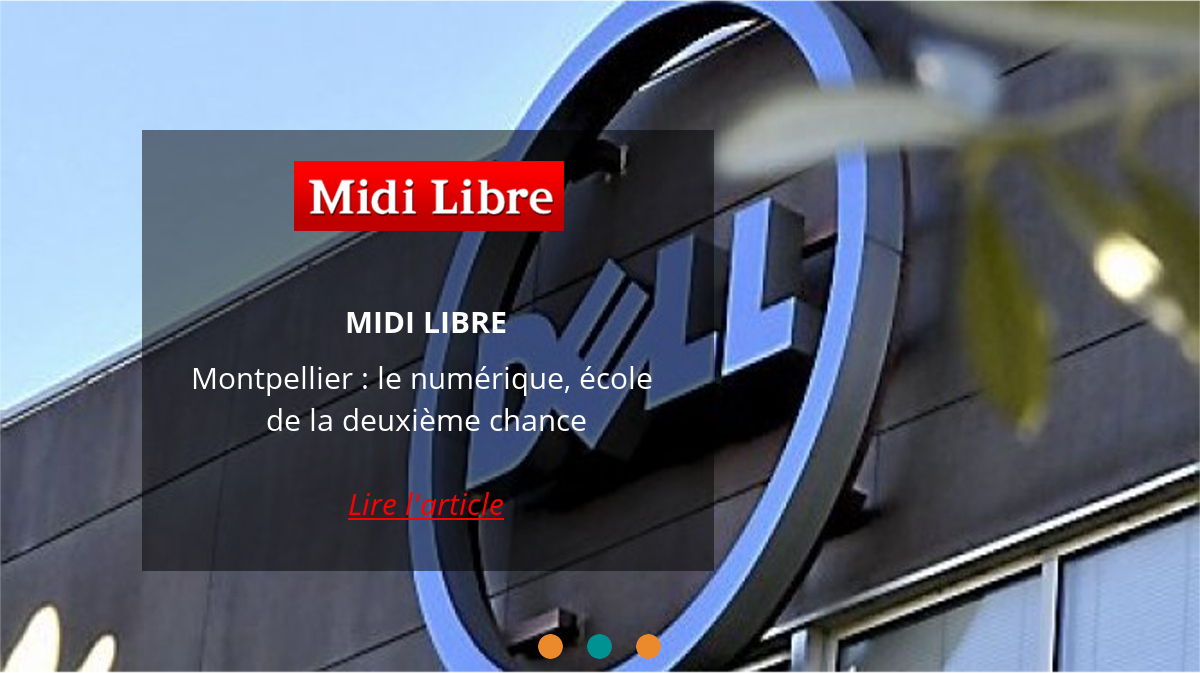 Midi Libre
DELL
MIDI LIBRE
Montpellier : le numérique, école
de la deuxième chance
Lire l'article